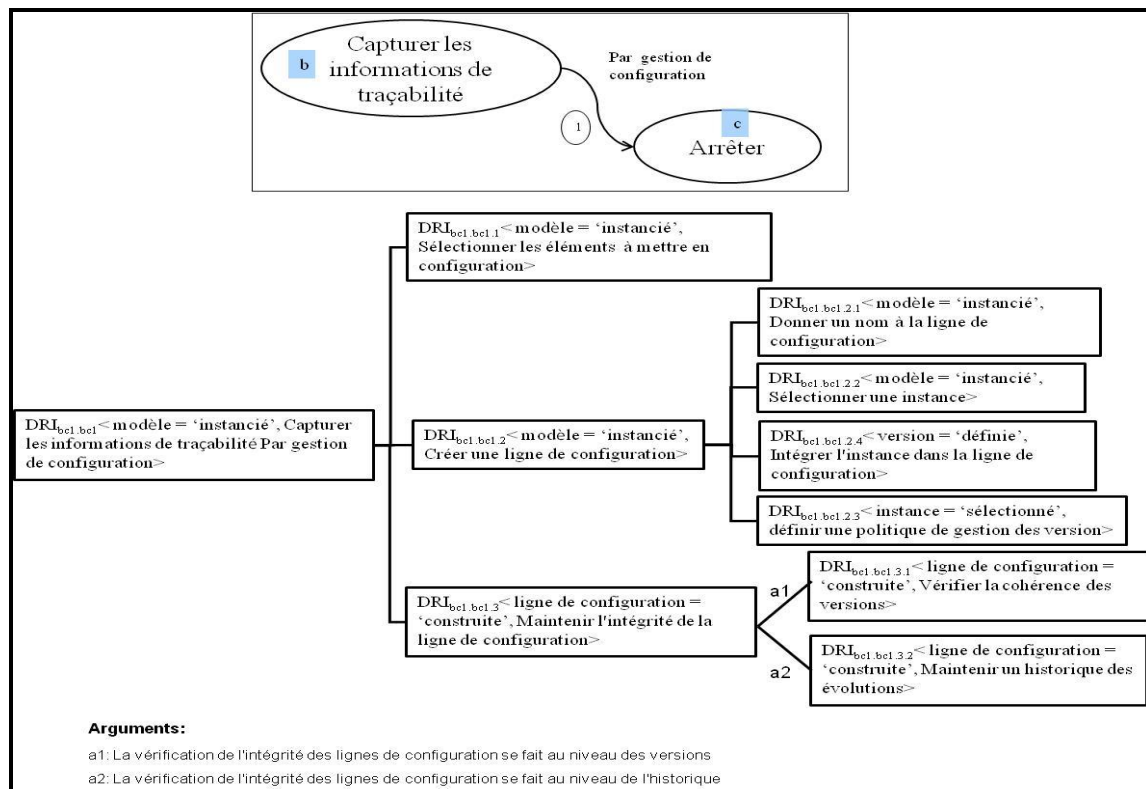 b
Capturer les
informations de
traçabilité
Par gestion de
configuration
1
c
Arrêter
DRIbc1.bc1.1< modèle = ‘instancié’,
Sélectionner les éléments à mettre en
configuration>
DRIbc1.bc1.2.1< modèle = ‘instancié’,
Donner un nom à la ligne de
configuration>
DRIbc1.bc1.2.2< modèle = ‘instancié’,
Sélectionner une instance>
DRIbc1.bc1< modèle = ‘instancié’, Capturer
les informations de traçabilité Par gestion
de configuration>
DRIbc1.bc1.2< modèle = ‘instancié’,
Créer une ligne de configuration>
DRIbc1.bc1.2.4< version = ‘définie’,
Intégrer l'instance dans la ligne de
configuration>
DRIbc1.bc1.2.3< instance = ‘sélectionné’,
définir une politique de gestion des version>
DRIbc1.bc1.3< ligne de configuration =
‘construite’, Maintenir l'intégrité de la
ligne de configuration>
a1
DRIbc1.bc1.3.1< ligne de configuration =
‘construite’, Vérifier la cohérence des
versions>
a2
DRIbc1.bc1.3.2< ligne de configuration =
‘construite’, Maintenir un historique des
évolutions>
Arguments:
a1: La vérification de l'intégrité des lignes de configuration se fait au niveau des versions
a2: La vérification de l'intégrité des lignes de configuration se fait au niveau de l'historique